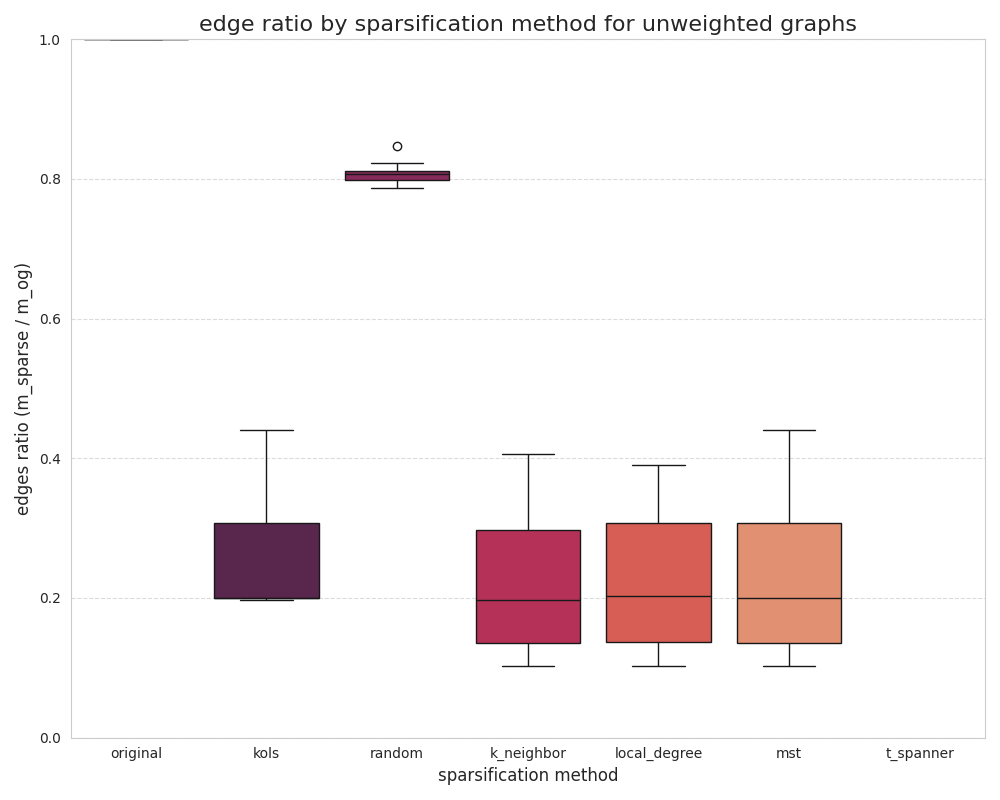 edge ratio by sparsification method for unweighted graphs
edges ratio (m_sparse / m_og)
1.0
0.8
0.6
0.4
0.2
0.0
original kols random k_neighbor local_degree mst t_spanner
sparsification method